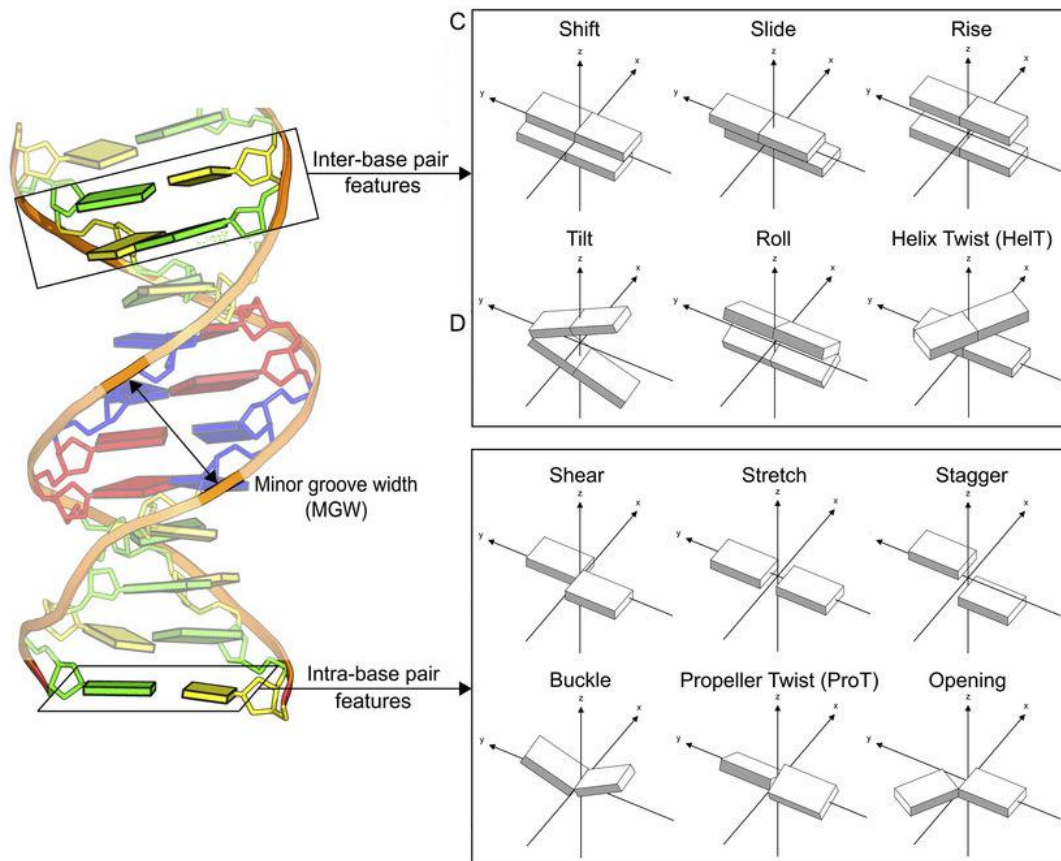 C
Shift Slide Rise
z z z
x x x
y y y
Inter-base pair
features
Tilt Roll Helix Twist (HelT)
z z z
x x x
y y y
D
Minor groove width
(MGW)
Shear Stretch Stagger
z z z
x x x
y y y
Intra-base pair
features
Buckle Propeller Twist (ProT) Opening
z z z
x x x
y y y